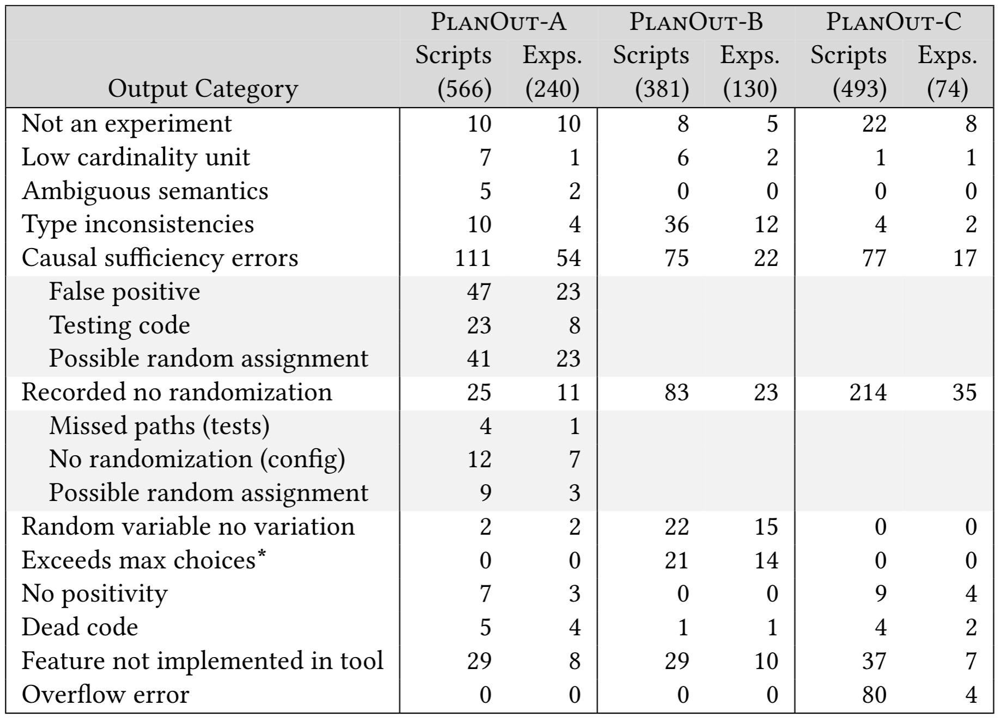 PLANOUT-A PLANOUT-B PLANOUT-C
Scripts Exps. Scripts Exps. Scripts Exps.
Output Category (566) (240) (381) (130) (493) (74)
Not an experiment 10 10 8 5 22 8
Low cardinality unit 7 1 6 2 1 1
Ambiguous semantics 5 2 0 0 0 0
Type inconsistencies 10 4 36 12 4 2
Causal sufficiency errors 111 54 75 22 77 17
False positive 47 23
Testing code 23 8
Possible random assignment 41 23
Recorded no randomization 25 11 83 23 214 35
Missed paths (tests) 4 1
No randomization (config) 12 7
Possible random assignment 9 3
Random variable no variation 2 2 22 15 0 0
Exceeds max choices* 0 0 21 14 0 0
No positivity 7 3 0 0 9 4
Dead code 5 4 1 1 4 2
Feature not implemented in tool 29 8 29 10 37 7
Overflow error 0 0 0 0 80 4